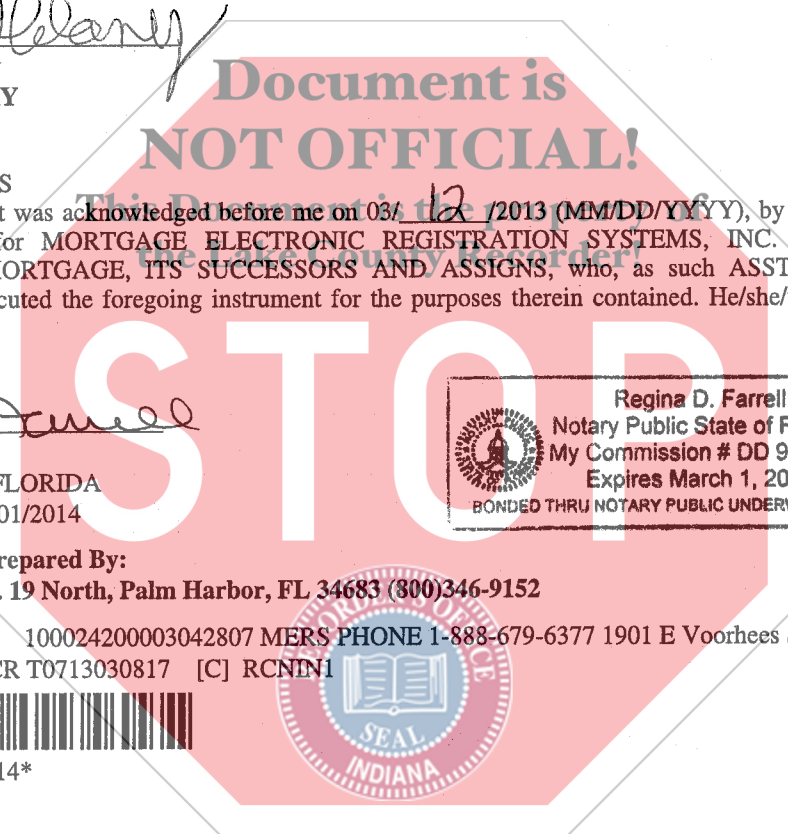 Delaney
Document is
Y
NOT OFFICIAL!
S
t was acknowledged before me on 03/ 12 /2013 (MM/DD/YYYY), by
This Document is the property of
for MORTGAGE ELECTRONIC REGISTRATION SYSTEMS, INC.
the Lake County Recorder!
MORTGAGE, ITS SUCCESSORS AND ASSIGNS, who, as such ASST
cuted the foregoing instrument for the purposes therein contained. He/she/
STOP
Regina D. Farrell
Notary Public State of F
My Commission # DD 9
Expires March 1, 20
BONDED THRU NOTARY PUBLIC UNDERW
FLORIDA
01/2014
repared By:
. 19 North, Palm Harbor, FL 34683 (800)346-9152
100024200003042807 MERS PHONE 1-888-679-6377 1901 E Voorhees
CR T0713030817 [C] RCNIN1
14*
RECORDER'S OFFICE
SEAL
INDIANA